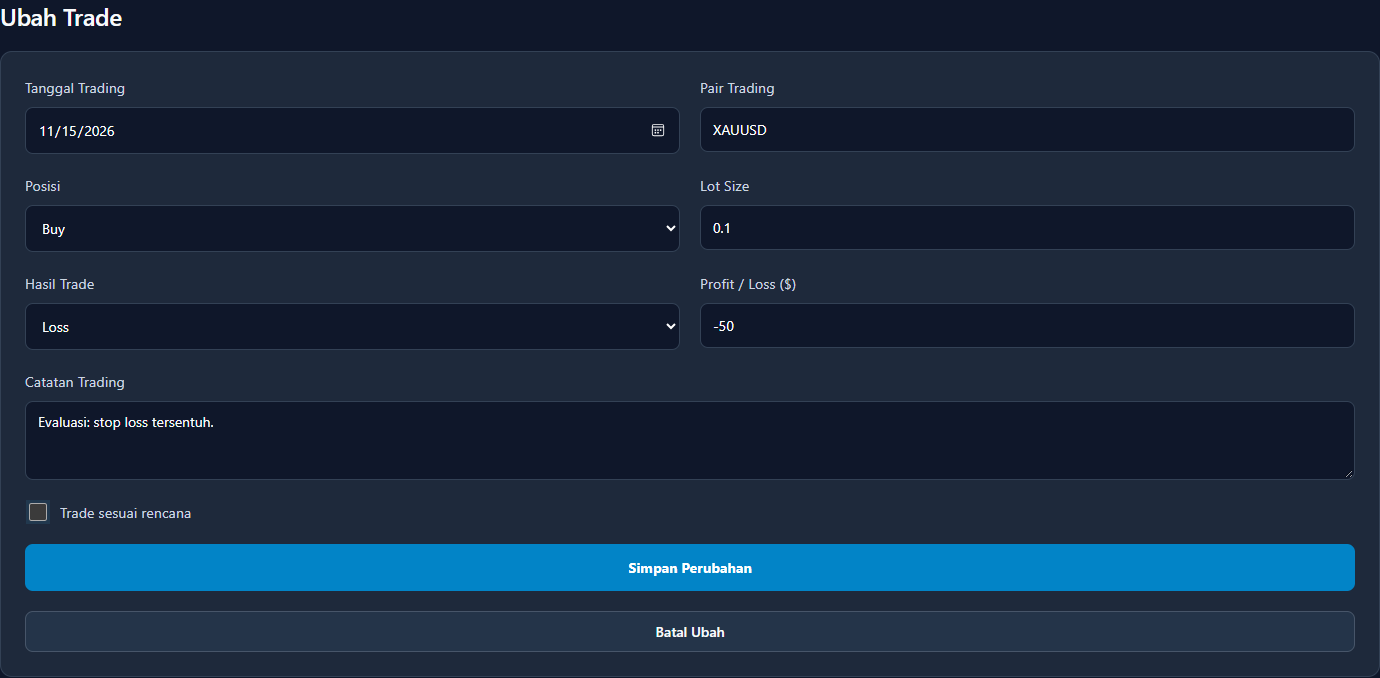 Ubah Trade
Tanggal Trading
Pair Trading
11/15/2026
XAUUSD
Posisi
Lot Size
Buy
0.1
Hasil Trade
Profit / Loss ($)
Loss
-50
Catatan Trading
Evaluasi: stop loss tersentuh.
Trade sesuai rencana
Simpan Perubahan
Batal Ubah